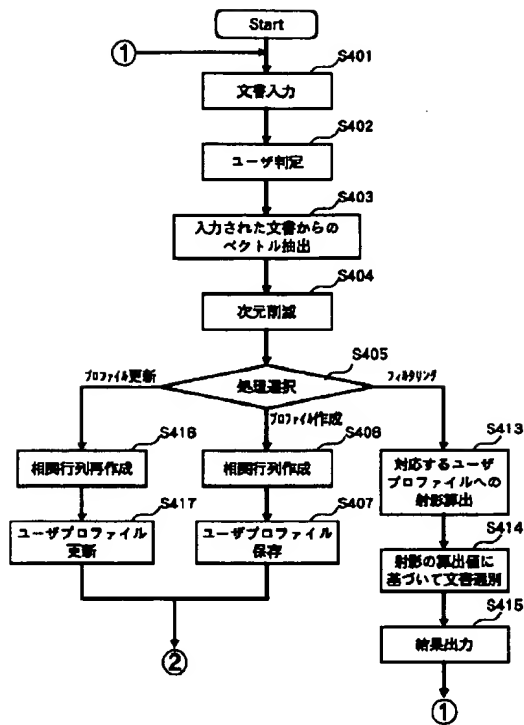 Start
①
S401
文書入力
S402
ユーザ判定
S403
入力された文書からの
ベクトル抽出
S404
次元削減
S405
処理選択
プロファイル更新
プロファイル作成
フィルタリング
S416
相関行列再作成
S417
ユーザプロファイル
更新
S406
相関行列作成
S407
ユーザプロファイル
保存
②
S413
対応するユーザ
プロファイルへの
射影算出
S414
射影の算出値に
基づいて文書選別
S415
結果出力
①